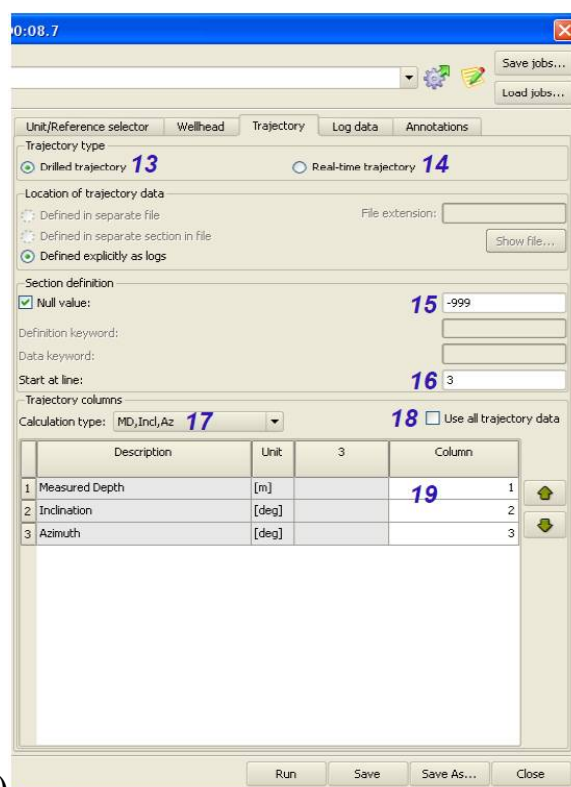 0:08.7
Save jobs...
Load jobs...
Unit/Reference selector Wellhead Trajectory Log data Annotations
Trajectory type
Drilled trajectory 13 Real-time trajectory 14
Location of trajectory data
Defined in separate file File extension:
Defined in separate section in file Show file...
Defined explicitly as logs
Section definition
Null value: 15 -999
Definition keyword:
Data keyword:
Start at line: 16 3
Trajectory columns
Calculation type: MD,Incl,Az 17 18 Use all trajectory data
Description Unit 3 Column
1 Measured Depth [m] 19 1
2 Inclination [deg] 2
3 Azimuth [deg] 3
Run Save Save As... Close
)